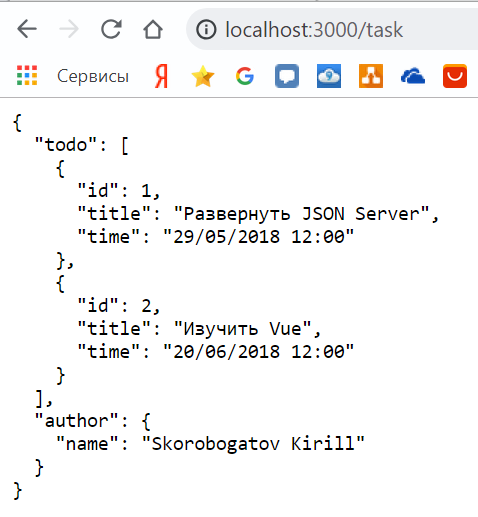 localhost:3000/task
Сервисы
{
"todo": [
{
"id": 1,
"title": "Развернуть JSON Server",
"time": "29/05/2018 12:00"
},
{
"id": 2,
"title": "Изучить Vue",
"time": "20/06/2018 12:00"
}
],
"author": {
"name": "Skorobogatov Kirill"
}
}